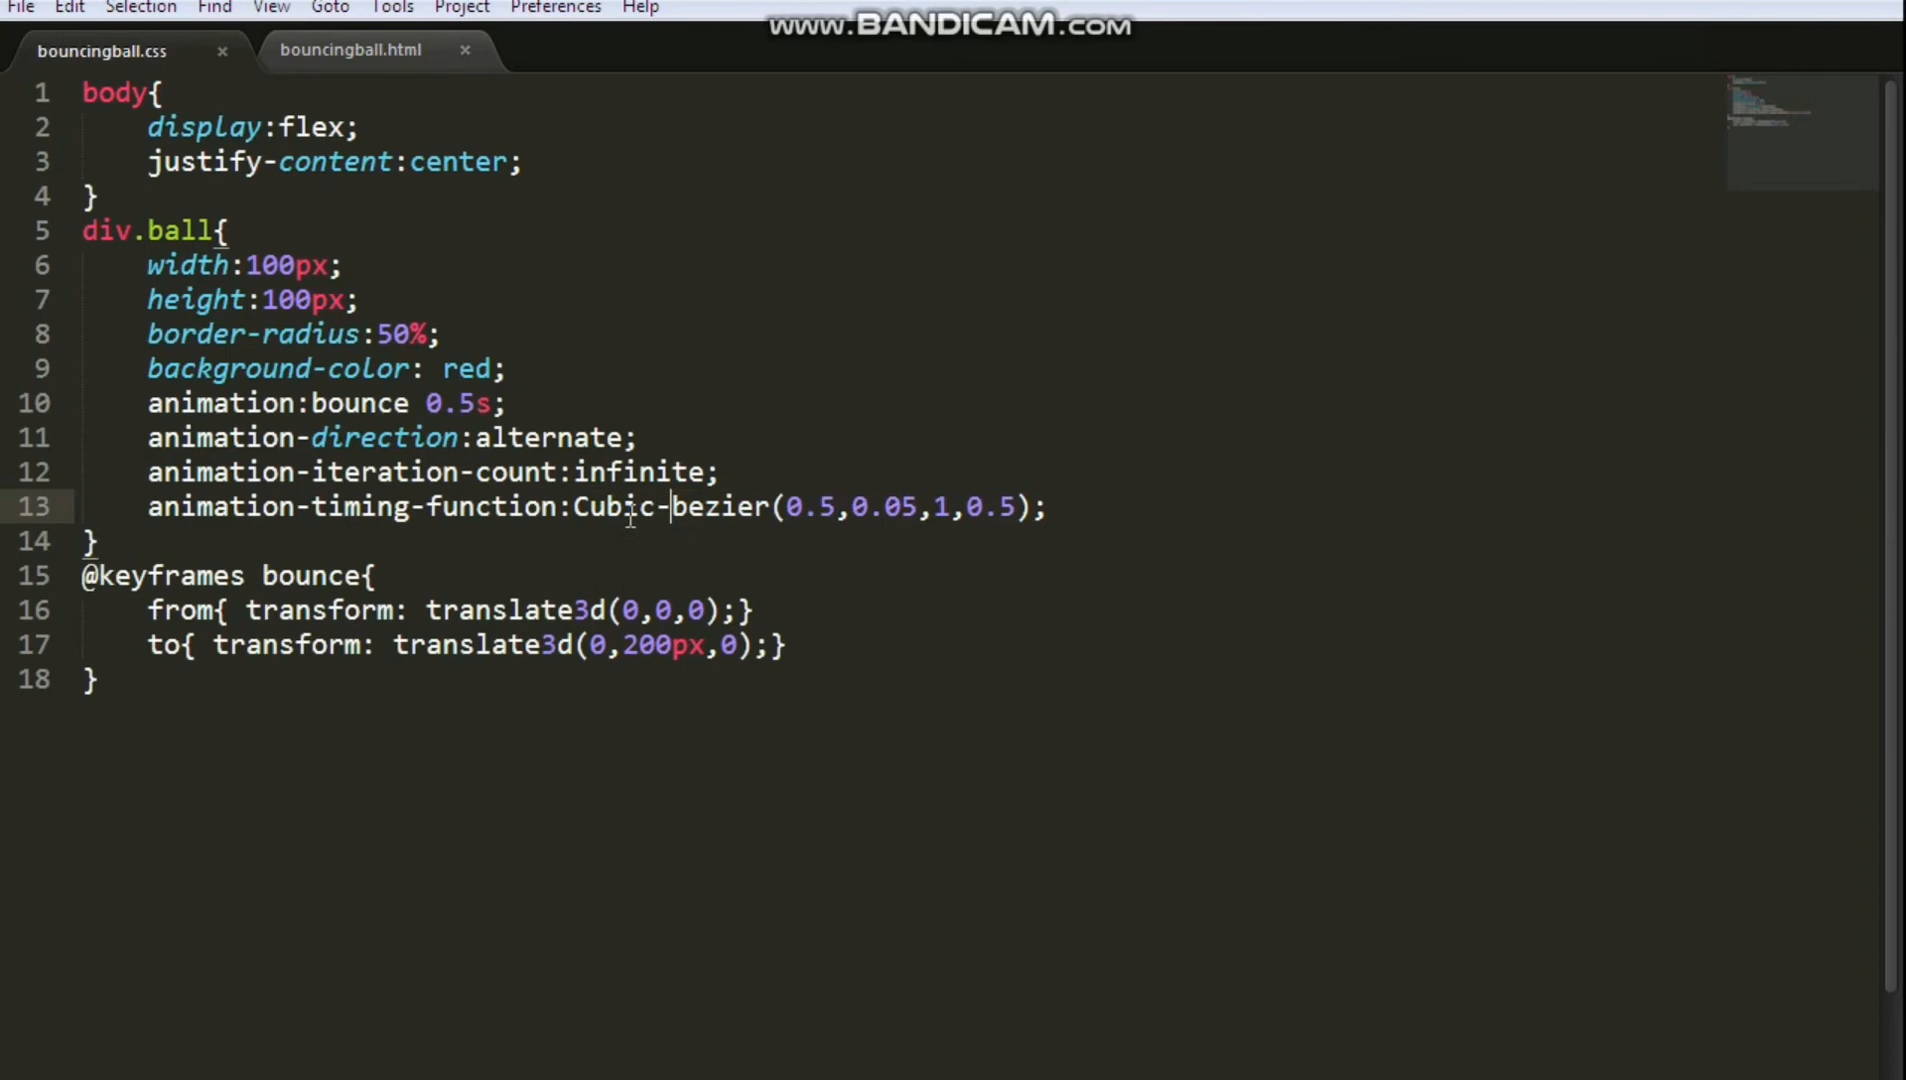 File Edit Selection Find View Goto Tools Project Preferences Help
www.BANDICAM.com
bouncingball.css × bouncingball.html ×
1 body{
2 display:flex;
3 justify-content:center;
4 }
5 div.ball{
6 width:100px;
7 height:100px;
8 border-radius:50%;
9 background-color: red;
10 animation:bounce 0.5s;
11 animation-direction:alternate;
12 animation-iteration-count:infinite;
13 animation-timing-function:Cubic-bezier(0.5,0.05,1,0.5);
14 }
15 @keyframes bounce{
16 from{ transform: translate3d(0,0,0);}
17 to{ transform: translate3d(0,200px,0);}
18 }